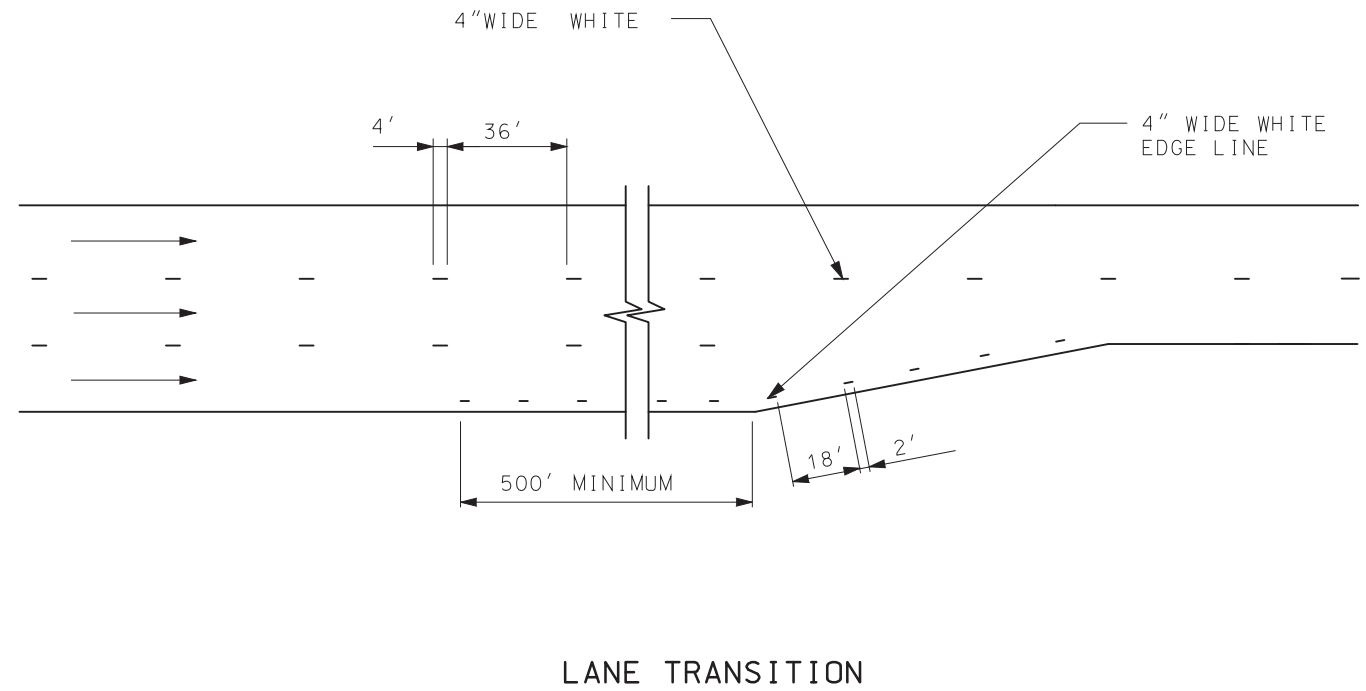 4"WIDE WHITE
4" WIDE WHITE
EDGE LINE
4' 36'
18' 2'
500' MINIMUM
LANE TRANSITION